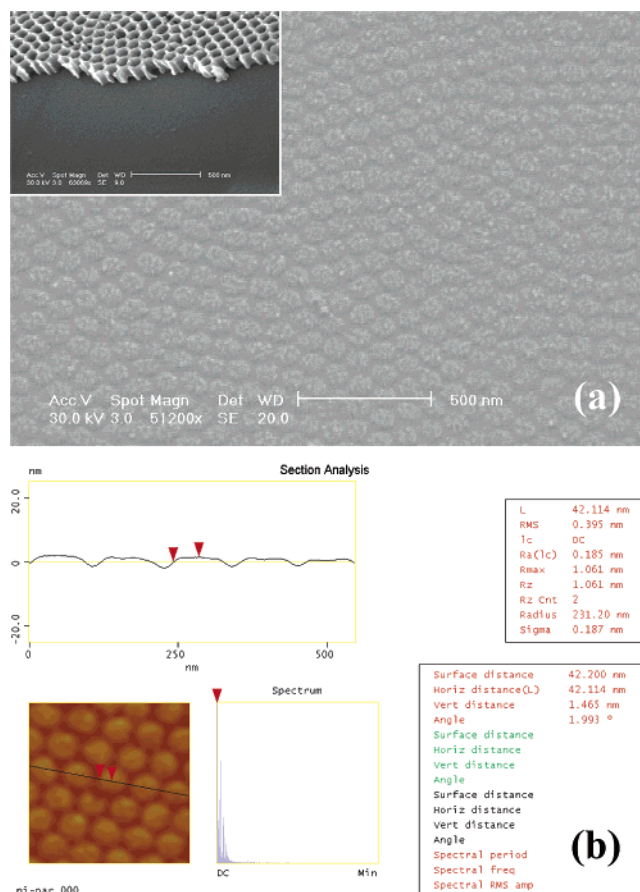 Acc.V Spot Magn Det WD 500 nm
30.0 kV 3.0 60069x SE 9.0
Acc.V Spot Magn Det WD 500 nm
30.0 kV 3.0 51200x SE 20.0
(a)
Section Analysis
nm
20.0
0
-20.0
0 250 500
nm
L 42.114 nm
RMS 0.395 nm
lc DC
Ra(lc) 0.185 nm
Rmax 1.061 nm
Rz 1.061 nm
Rz Cnt 2
Radius 231.20 nm
Sigma 0.187 nm
Spectrum
DC Min
Surface distance 42.200 nm
Horiz distance(L) 42.114 nm
Vert distance 1.465 nm
Angle 1.993 °
Surface distance
Horiz distance
Vert distance
Angle
Surface distance
Horiz distance
Vert distance
Angle
Spectral period
Spectral freq
Spectral RMS amp
(b)